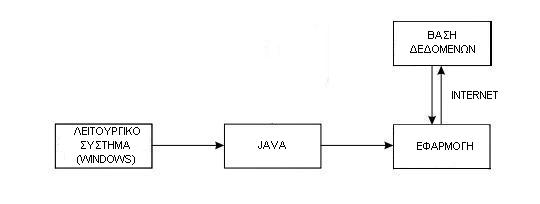 ΒΑΣΗ
ΔΕΔΟΜΕΝΩΝ
INTERNET
ΛΕΙΤΟΥΡΓΙΚΟ
ΣΥΣΤΗΜΑ
(WINDOWS)
JAVA
ΕΦΑΡΜΟΓΗ